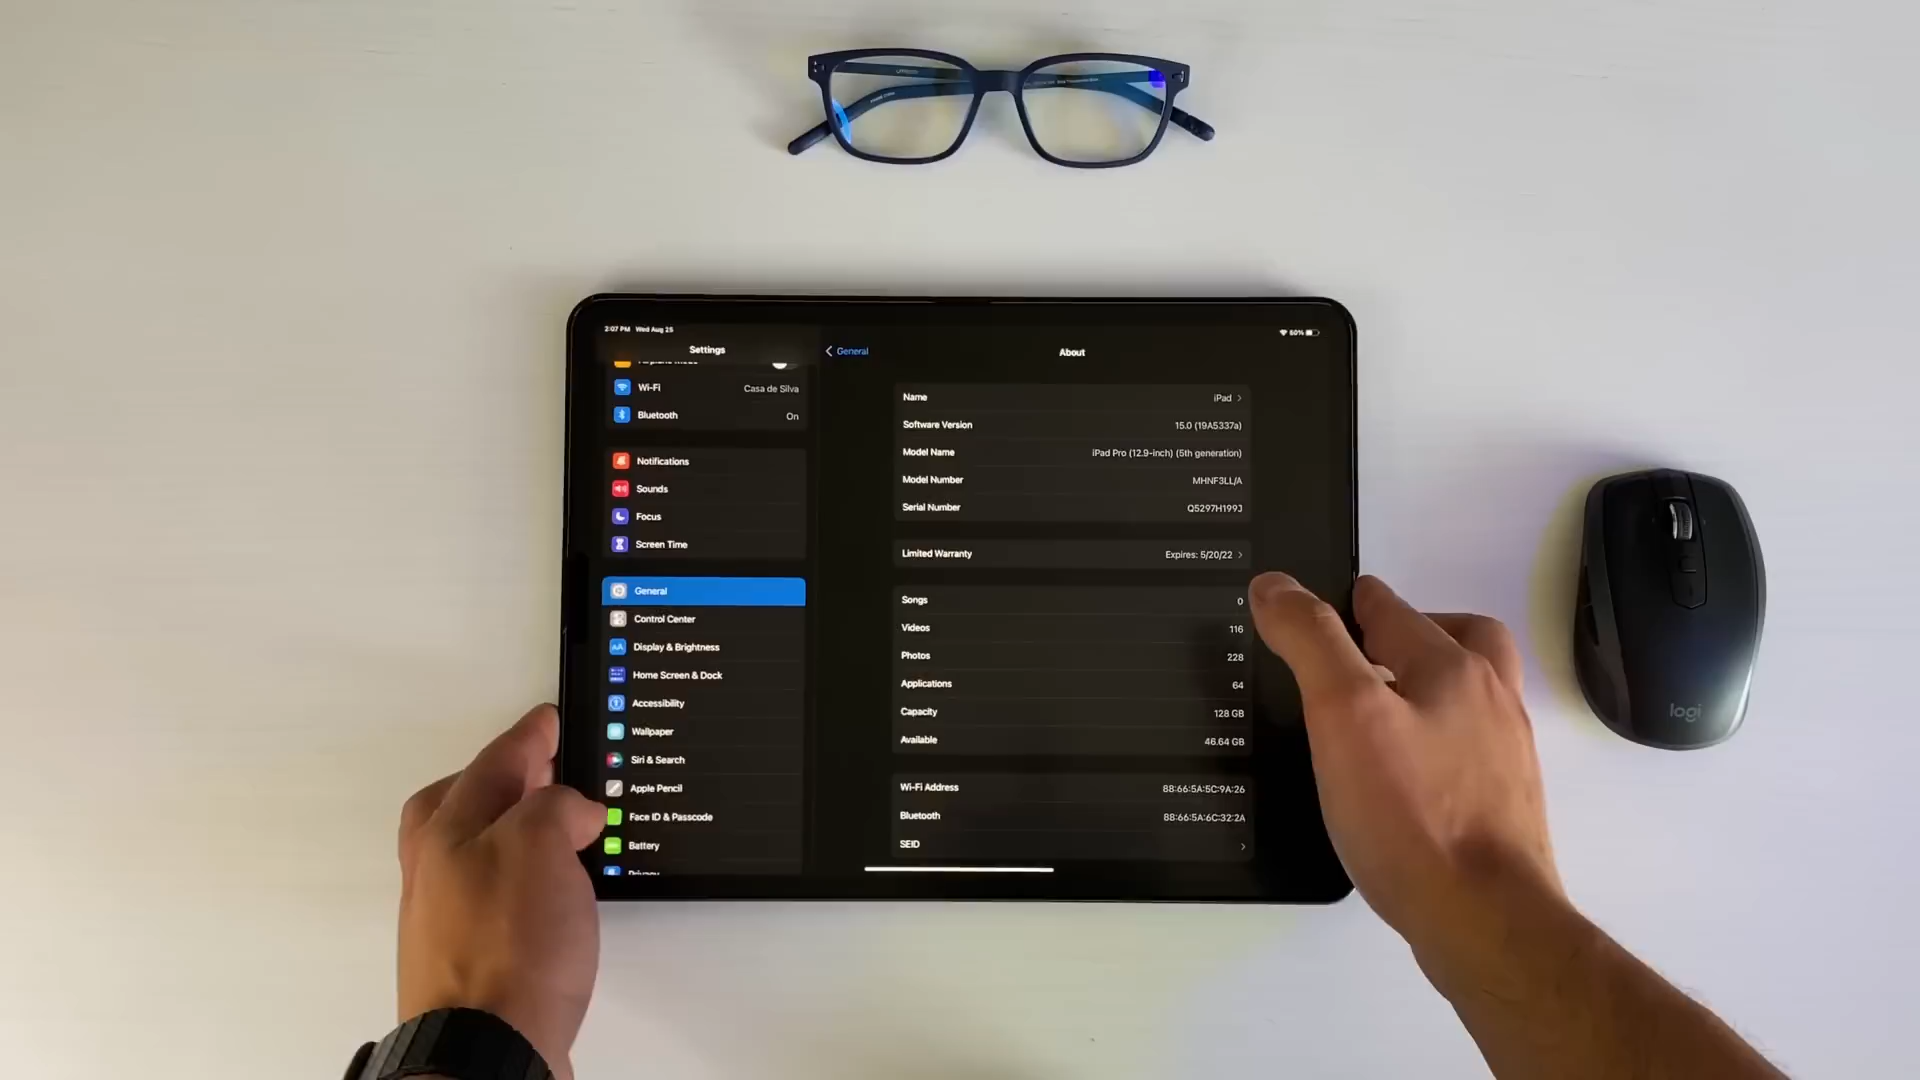 2:07 PM Wed Aug 25
60%
Settings
General
About
Wi-Fi Casa de Silva
Bluetooth On
Notifications
Sounds
Focus
Screen Time
General
Control Center
Display & Brightness
Home Screen & Dock
Accessibility
Wallpaper
Siri & Search
Apple Pencil
Face ID & Passcode
Battery
Privacy
Name iPad
Software Version 15.0 (19A5337a)
Model Name iPad Pro (12.9-inch) (5th generation)
Model Number MHNF3LL/A
Serial Number Q5297H199J
Limited Warranty Expires: 5/20/22
Songs 0
Videos 116
Photos 228
Applications 64
Capacity 128 GB
Available 46.64 GB
Wi-Fi Address 88:66:5A:5C:9A:26
Bluetooth 88:66:5A:6C:32:2A
SEID
logi